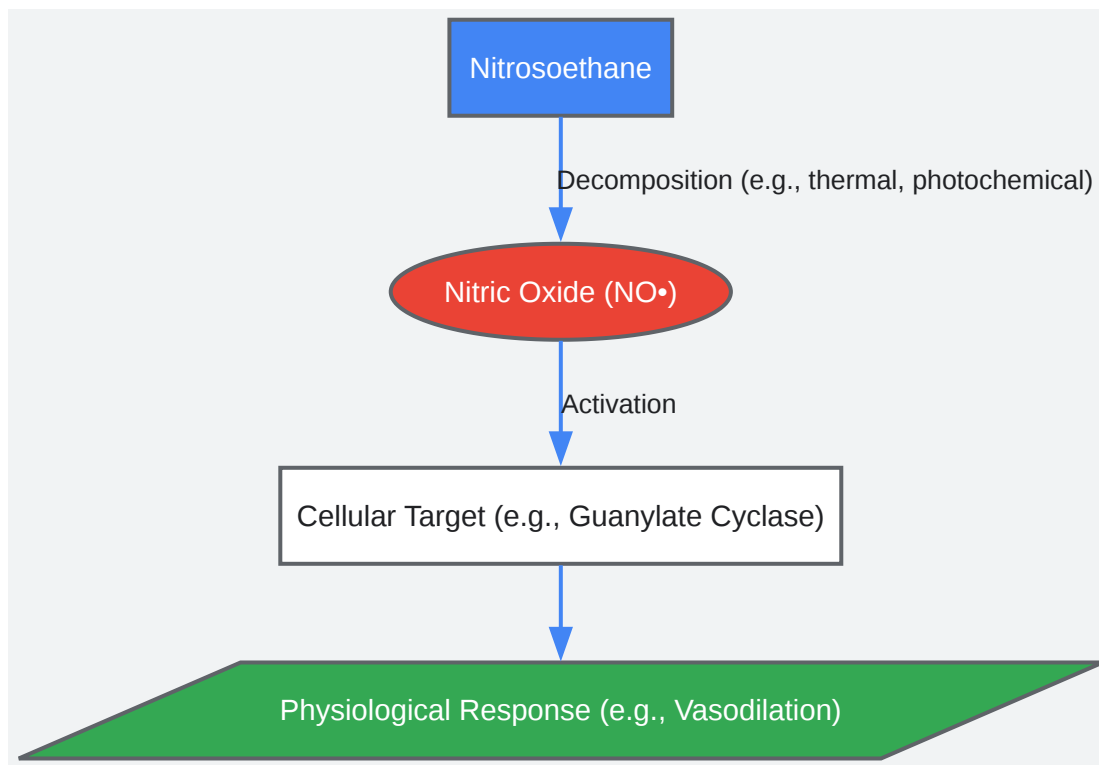 Nitrosoethane
Decomposition (e.g., thermal, photochemical)
Nitric Oxide (NO•)
Activation
Cellular Target (e.g., Guanylate Cyclase)
Physiological Response (e.g., Vasodilation)